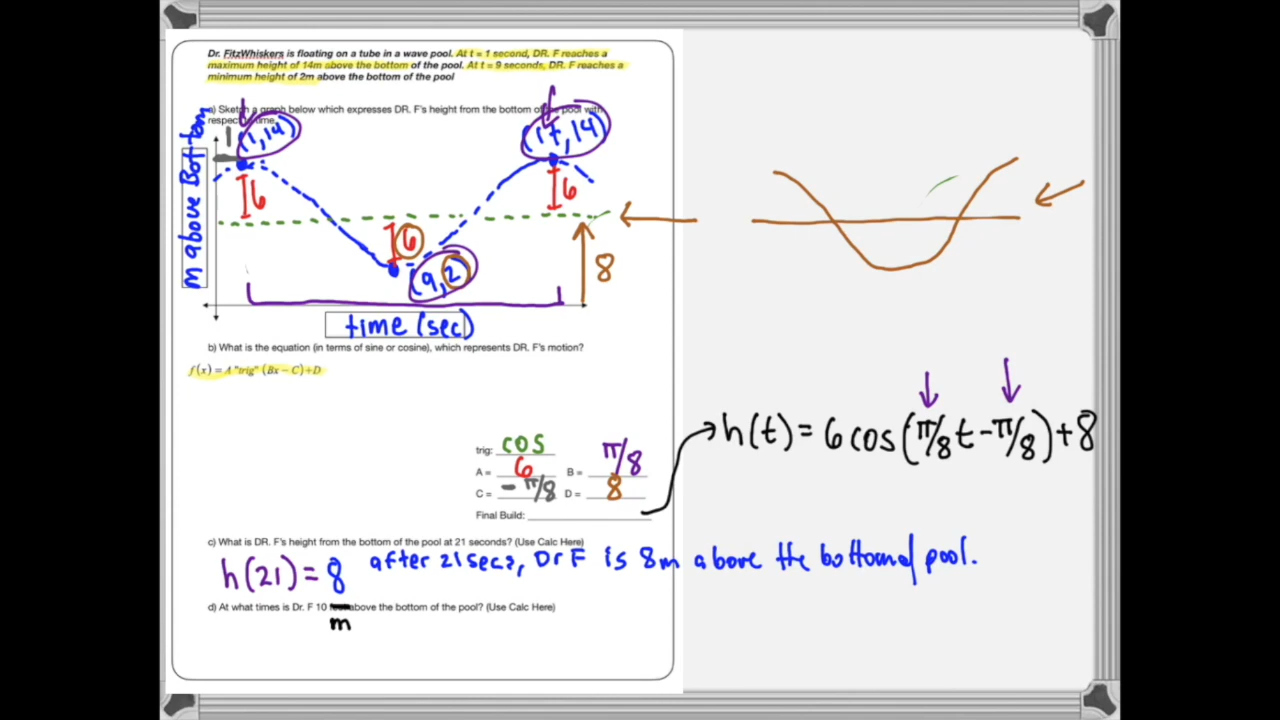 Dr. FitzWhiskers is floating on a tube in a wave pool. At t = 1 second, DR. F reaches a
maximum height of 14m above the bottom of the pool. At t = 9 seconds, DR. F reaches a
minimum height of 2m above the bottom of the pool
a) Sketch a graph below which expresses DR. F's height from the bottom of the pool with
respect to time.
m above Bottom
1
(1,14)
(17,14)
6
6
6
(9,2)
8
time (sec)
b) What is the equation (in terms of sine or cosine), which represents DR. F's motion?
f(x) = A "trig" (Bx − C)+D
h(t) = 6 cos(π/8 t - π/8) + 8
trig: cos
A = 6 B = π/8
C = - π/8 D = 8
Final Build:
c) What is DR. F's height from the bottom of the pool at 21 seconds? (Use Calc Here)
h(21) = 8 after 21 secs, Dr F is 8m above the bottom of pool.
d) At what times is Dr. F 10 above the bottom of the pool? (Use Calc Here)
m